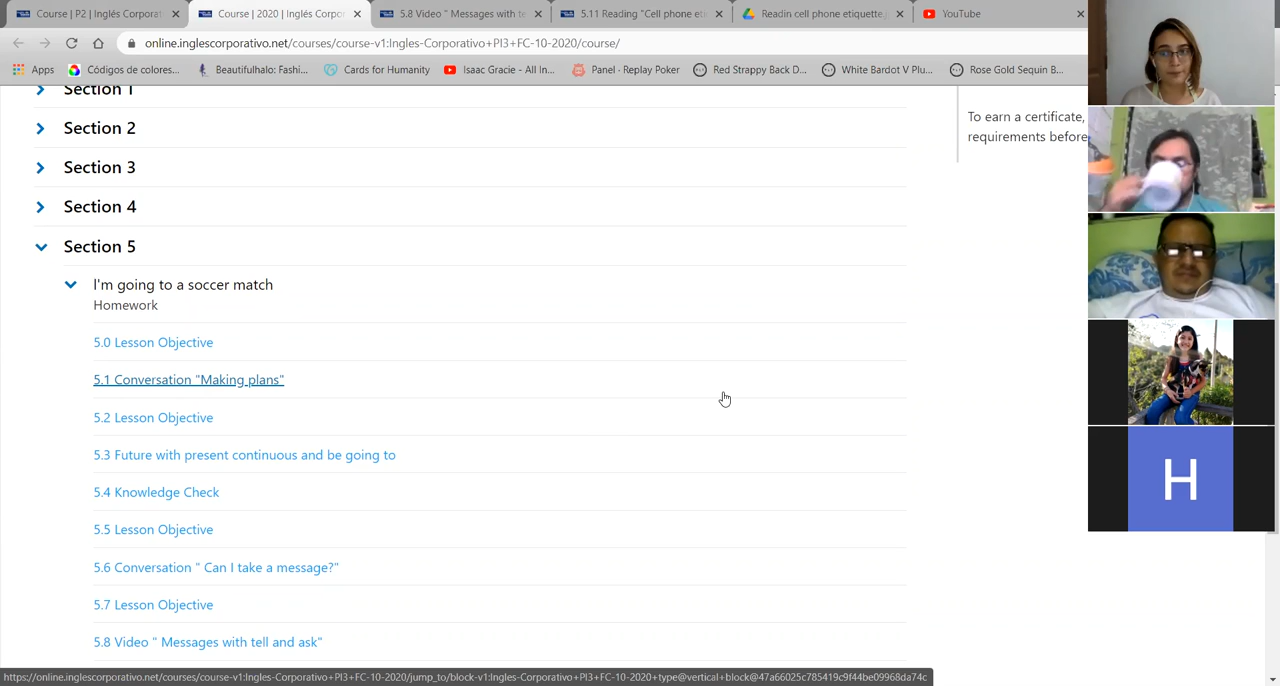 Course | P2 | Inglés Corporat
Course | 2020 | Inglés Corpor
5.8 Video " Messages with te
5.11 Reading "Cell phone eti
Readin cell phone etiquette.j
YouTube
online.inglescorporativo.net/courses/course-v1:Ingles-Corporativo+PI3+FC-10-2020/course/
Apps
Códigos de colores...
Beautifulhalo: Fashi...
Cards for Humanity
Isaac Gracie - All In...
Panel · Replay Poker
Red Strappy Back D...
White Bardot V Plu...
Rose Gold Sequin B...
Section 1
To earn a certificate,
requirements before
Section 2
Section 3
Section 4
Section 5
I'm going to a soccer match
Homework
5.0 Lesson Objective
5.1 Conversation "Making plans"
5.2 Lesson Objective
5.3 Future with present continuous and be going to
5.4 Knowledge Check
5.5 Lesson Objective
5.6 Conversation " Can I take a message?"
5.7 Lesson Objective
5.8 Video " Messages with tell and ask"
H
https://online.inglescorporativo.net/courses/course-v1:Ingles-Corporativo+PI3+FC-10-2020/jump_to/block-v1:Ingles-Corporativo+PI3+FC-10-2020+type@vertical+block@47a66025c785419c9f44be09968da74c